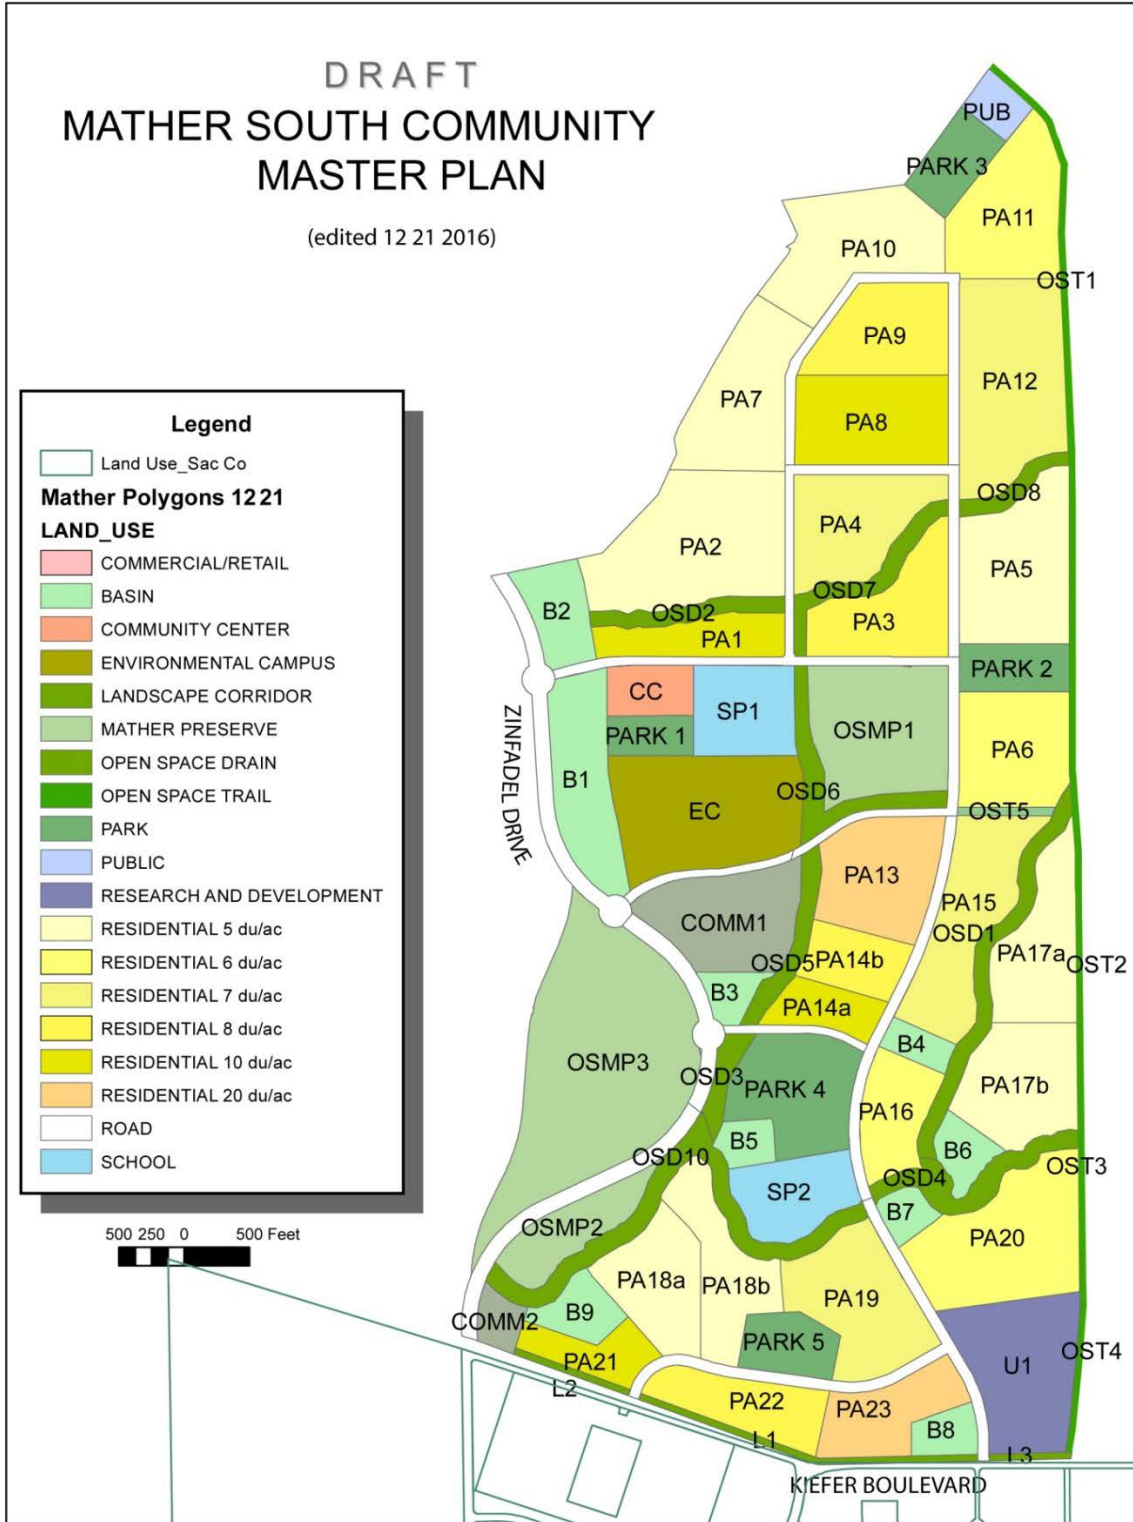 DRAFT
MATHER SOUTH COMMUNITY
MASTER PLAN
(edited 12 21 2016)
Legend
Land Use_Sac Co
Mather Polygons 12 21
LAND_USE
COMMERCIAL/RETAIL
BASIN
COMMUNITY CENTER
ENVIRONMENTAL CAMPUS
LANDSCAPE CORRIDOR
MATHER PRESERVE
OPEN SPACE DRAIN
OPEN SPACE TRAIL
PARK
PUBLIC
RESEARCH AND DEVELOPMENT
RESIDENTIAL 5 du/ac
RESIDENTIAL 6 du/ac
RESIDENTIAL 7 du/ac
RESIDENTIAL 8 du/ac
RESIDENTIAL 10 du/ac
RESIDENTIAL 20 du/ac
ROAD
SCHOOL
500 250 0 500 Feet
PUB
PARK 3
PA11
PA10
OST1
PA9
PA12
PA7
PA8
OSD8
PA4
PA2
PA5
OSD7
B2
OSD2
PA3
PA1
PARK 2
CC
SP1
OSMP1
PARK 1
PA6
ZINFADEL DRIVE
B1
OSD6
EC
OST5
PA13
PA15
COMM1
OSD1
PA17a
OSD5
PA14b
OST2
B3
PA14a
B4
OSMP3
OSD3
PARK 4
PA17b
PA16
B5
B6
OSD10
OST3
OSD4
SP2
B7
OSMP2
PA20
PA18a
PA18b
PA19
B9
COMM2
PARK 5
OST4
PA21
U1
L2
PA22
PA23
B8
L1
L3
KIEFER BOULEVARD